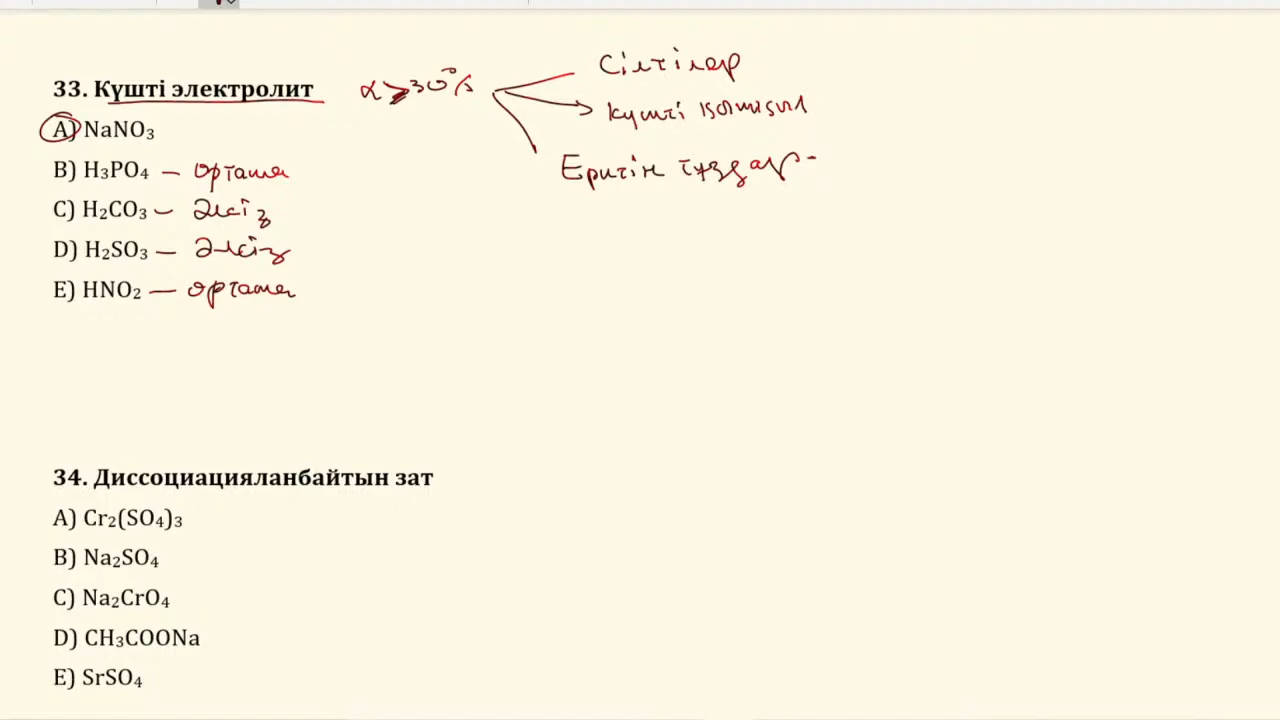 33. Күшті электролит α > 30% Сілтілер
A) NaNO₃ күшті қышқыл
B) H₃PO₄ — орташа Еритін тұздар
C) H₂CO₃ — Әлсіз
D) H₂SO₃ — Әлсіз
E) HNO₂ — орташа
34. Диссоциацияланбайтын зат
A) Cr₂(SO₄)₃
B) Na₂SO₄
C) Na₂CrO₄
D) CH₃COONa
E) SrSO₄